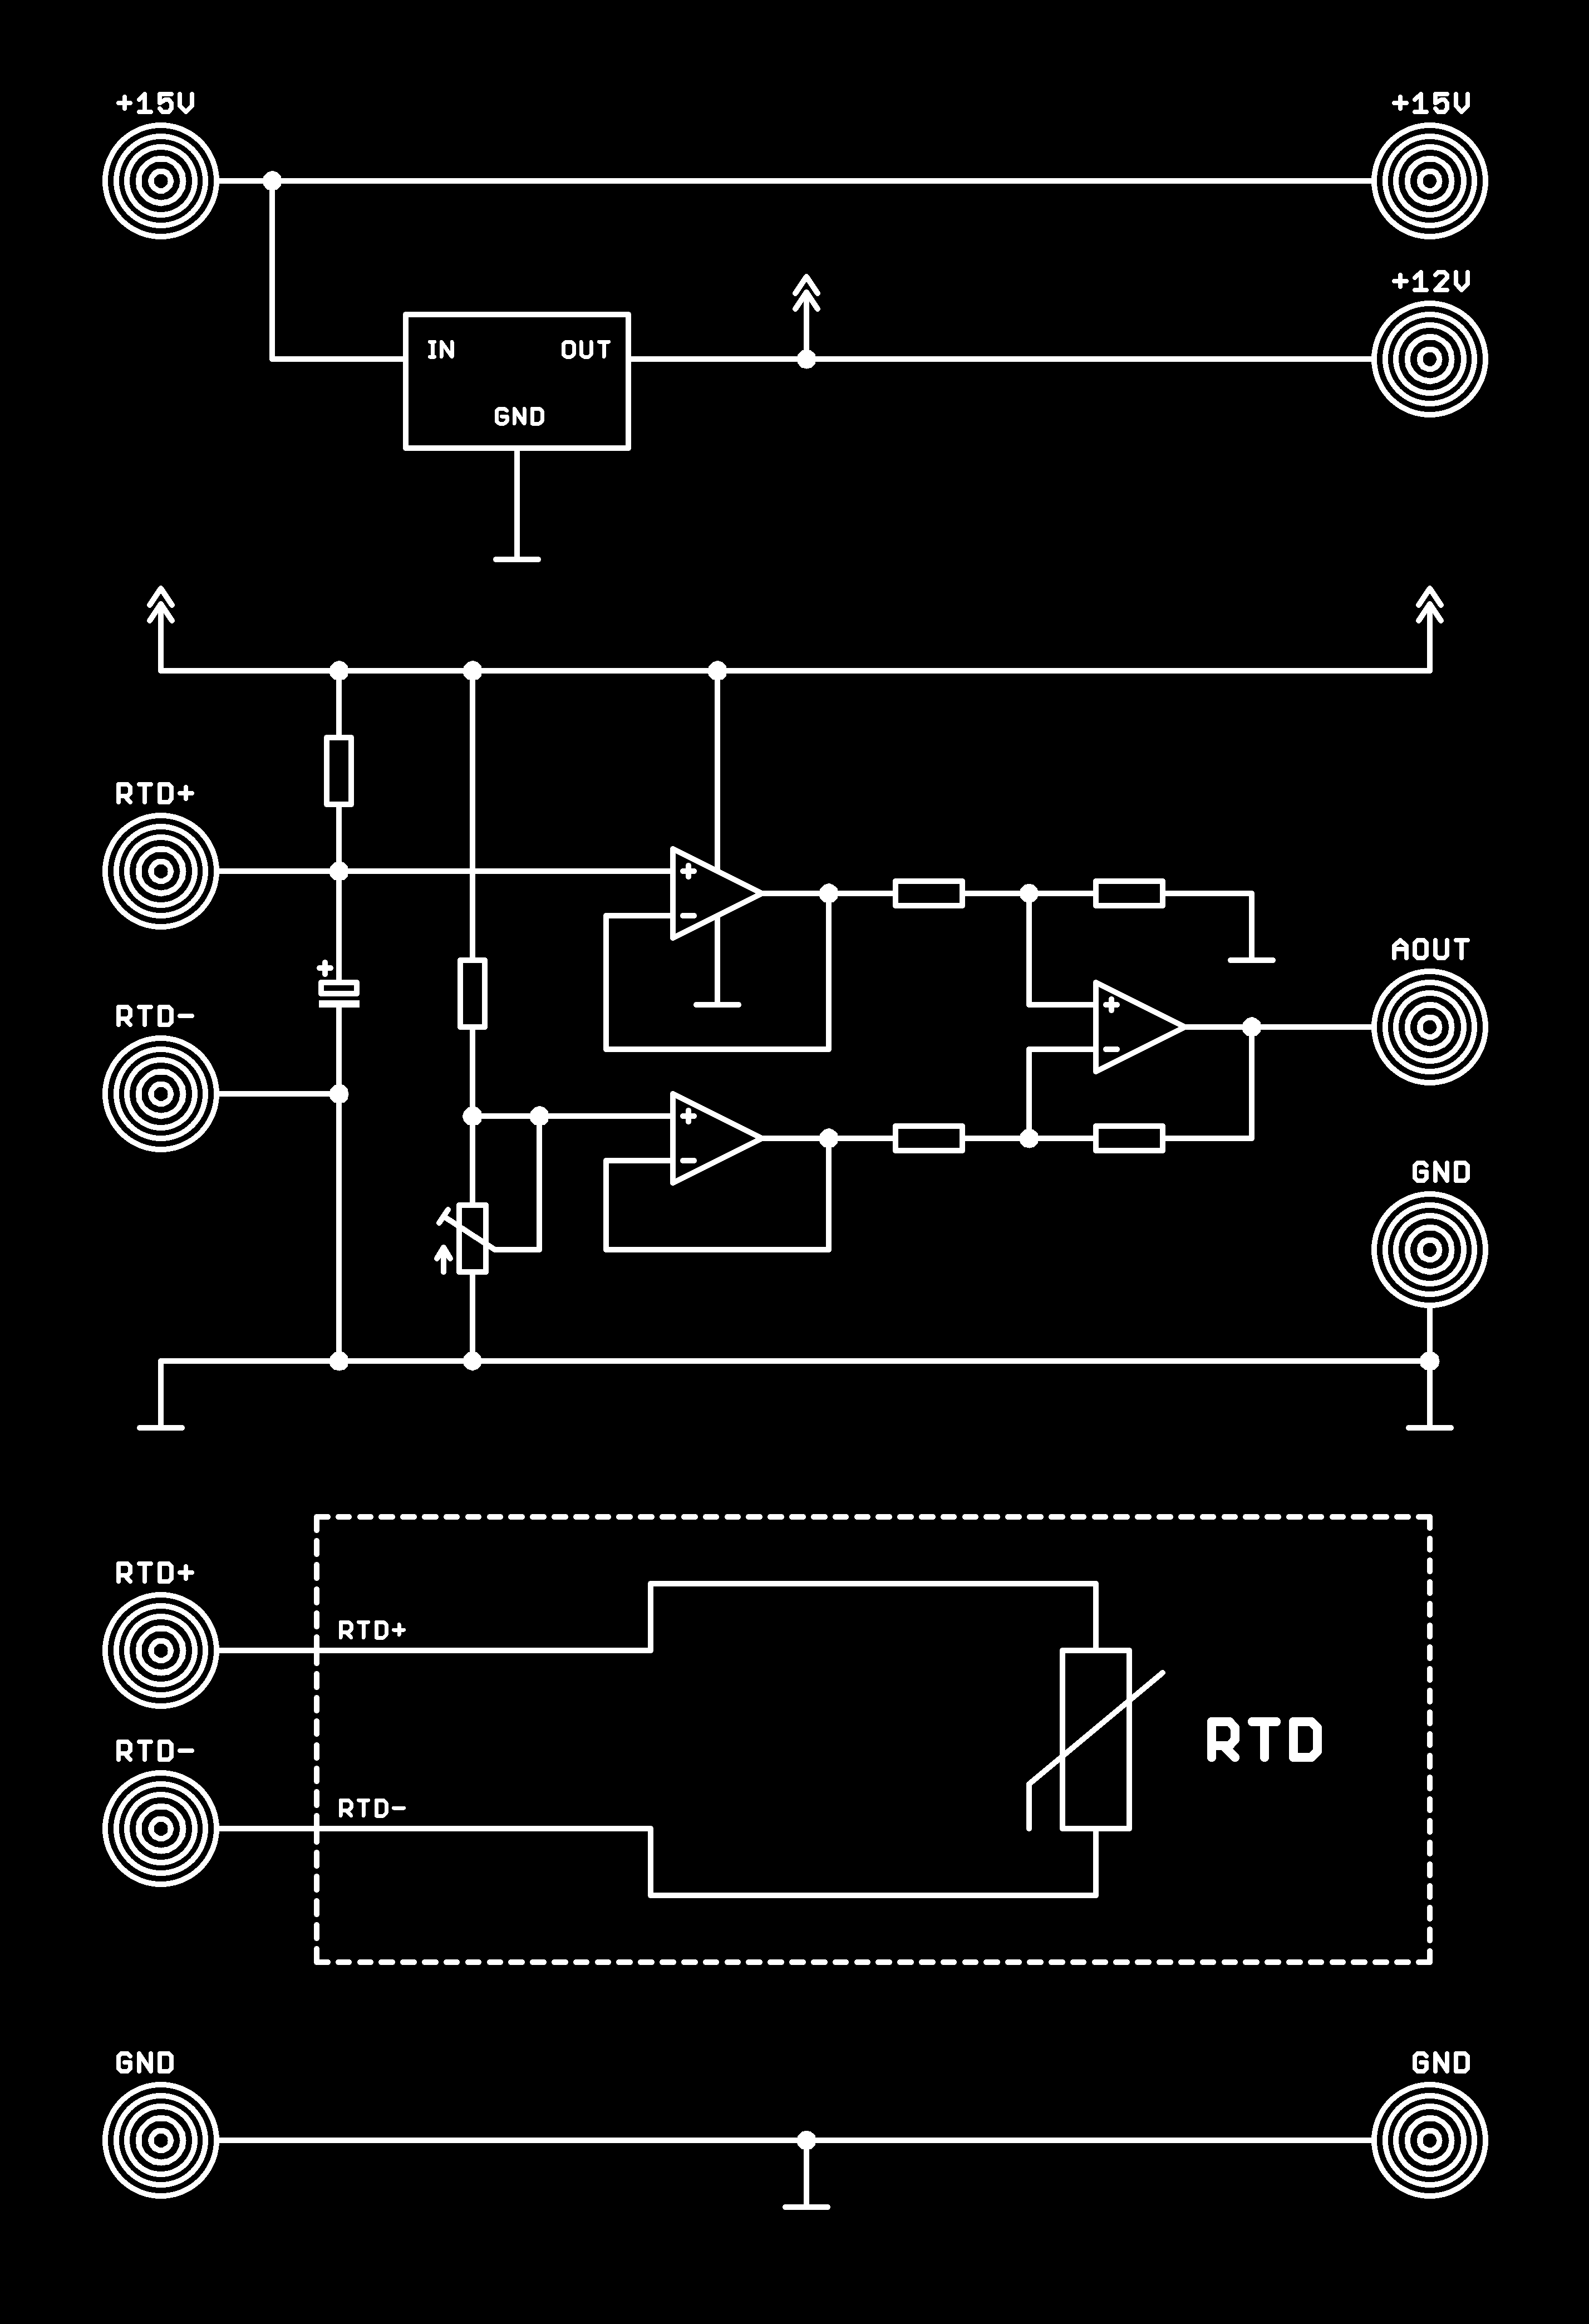 +15V
+15V
+12V
IN
OUT
GND
RTD+
+
+
-
AOUT
RTD-
+
-
+
-
GND
RTD+
RTD+
RTD
RTD-
RTD-
GND
GND